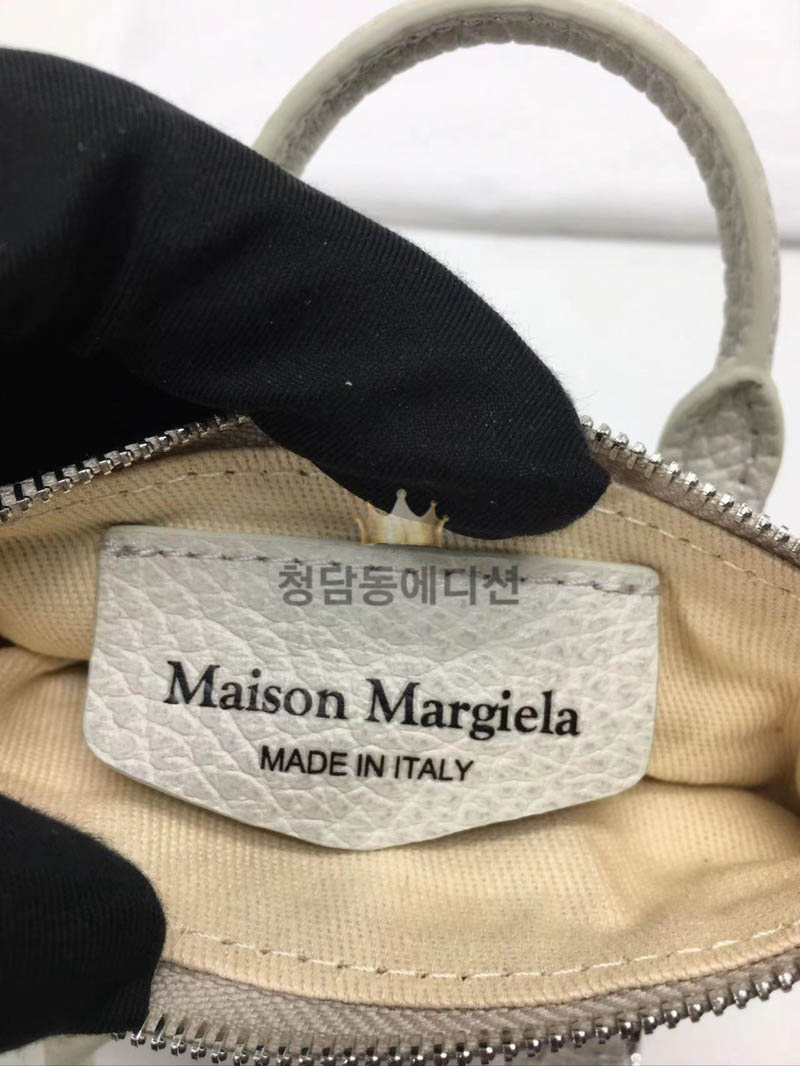 청담동에디션
Maison Margiela
MADE IN ITALY